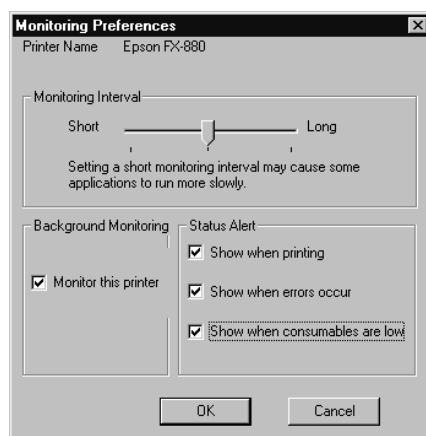 Monitoring Preferences
Printer Name Epson FX-880
Monitoring Interval
Short Long
Setting a short monitoring interval may cause some
applications to run more slowly.
Background Monitoring
Monitor this printer
Status Alert
Show when printing
Show when errors occur
Show when consumables are low
OK Cancel